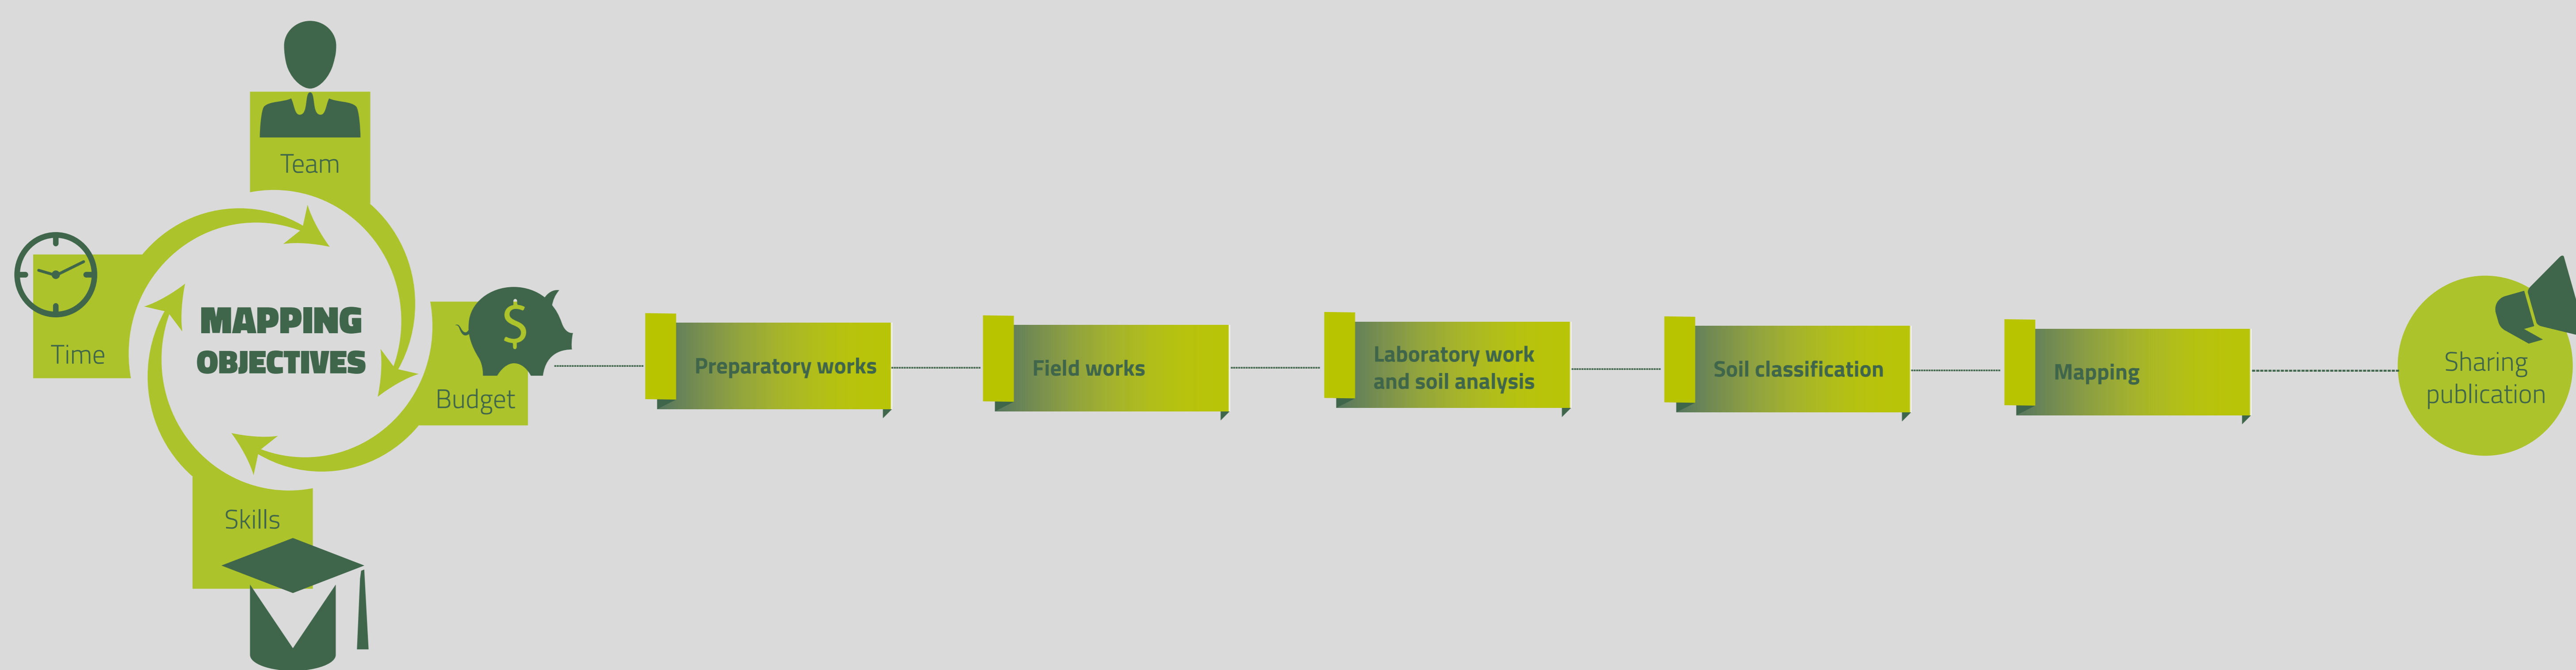 Team
Time
MAPPING
OBJECTIVES
$
Budget
Skills
Preparatory works
Field works
Laboratory work
and soil analysis
Soil classification
Mapping
Sharing
publication